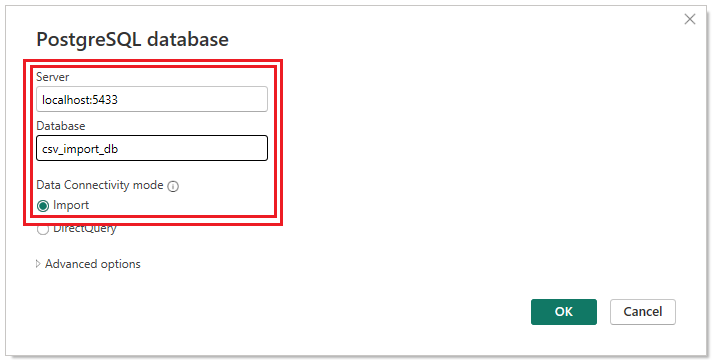 PostgreSQL database
Server
localhost:5433
Database
csv_import_db
Data Connectivity mode
Import
DirectQuery
Advanced options
OK
Cancel